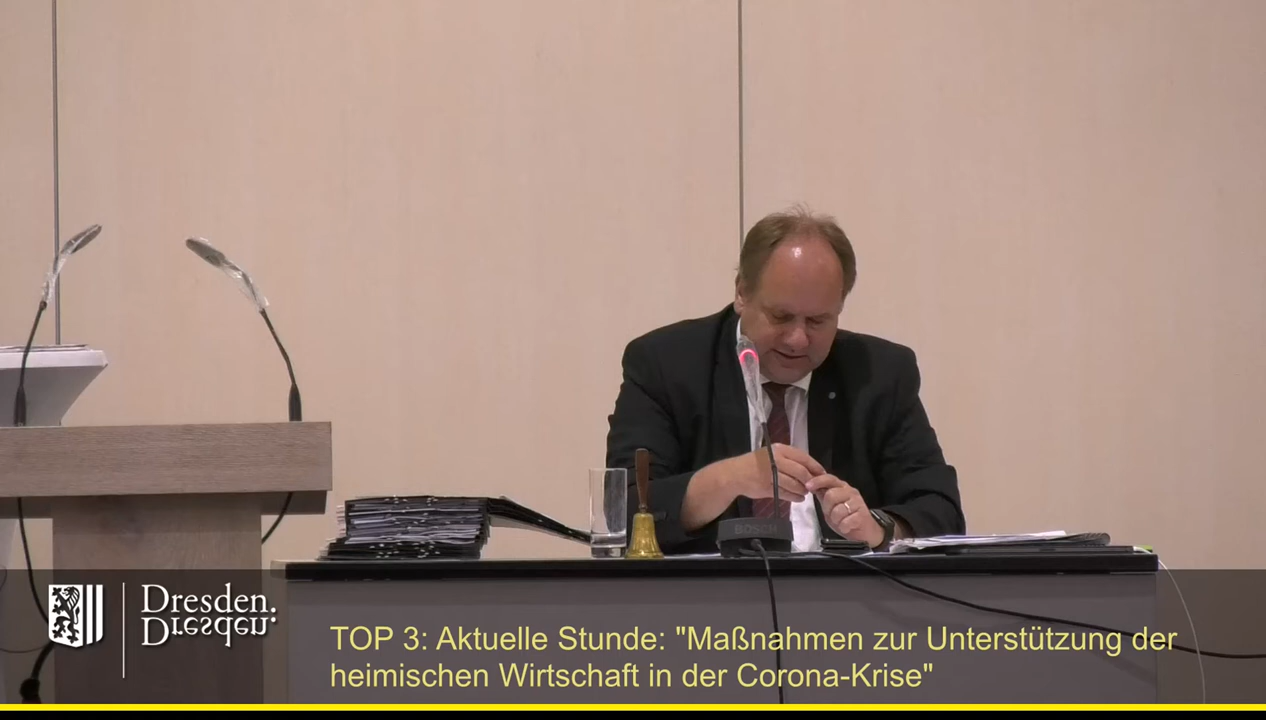 BOSCH
Dresden.
Dresden.
TOP 3: Aktuelle Stunde: "Maßnahmen zur Unterstützung der
heimischen Wirtschaft in der Corona-Krise"